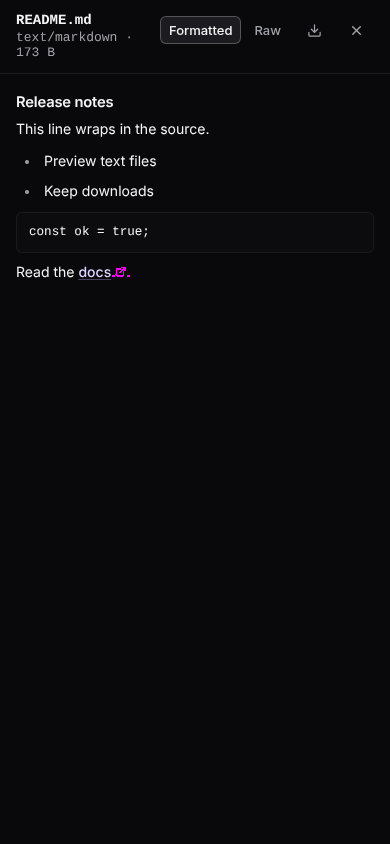 README.md
text/markdown ·
173 B
Formatted
Raw
Release notes
This line wraps in the source.
• Preview text files
• Keep downloads
const ok = true;
Read the docs.